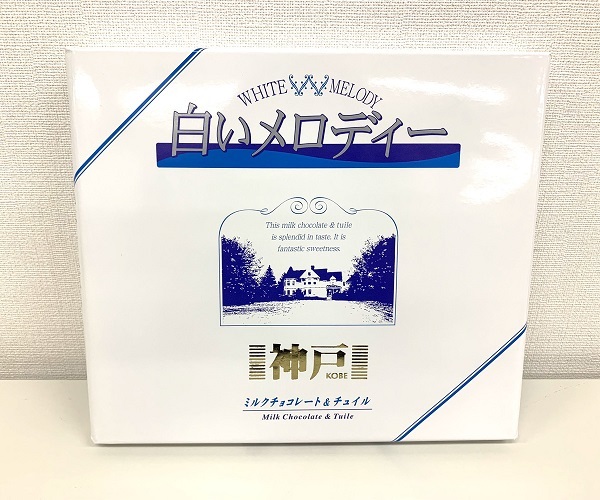 WHITE W MELODY
白いメロディー
This milk chocolate & tuile
is splendid in taste. It is
fantastic sweetness.
神戸
KOBE
ミルクチョコレート&チュイル
Milk Chocolate & Tuile